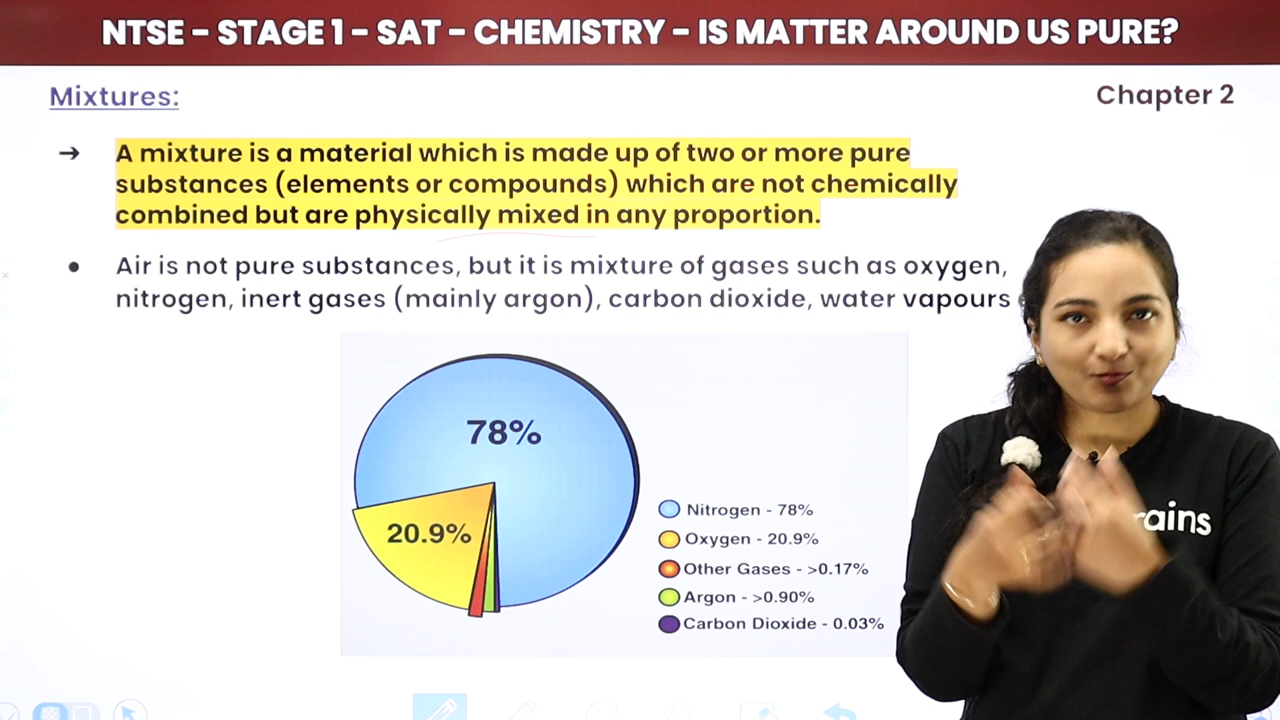 NTSE – STAGE 1 – SAT – CHEMISTRY – IS MATTER AROUND US PURE?
Mixtures:
Chapter 2
➔ A mixture is a material which is made up of two or more pure
substances (elements or compounds) which are not chemically
combined but are physically mixed in any proportion.
● Air is not pure substances, but it is mixture of gases such as oxygen,
nitrogen, inert gases (mainly argon), carbon dioxide, water vapours
78%
20.9%
Nitrogen - 78%
Oxygen - 20.9%
Other Gases - >0.17%
Argon - >0.90%
Carbon Dioxide - 0.03%
rains